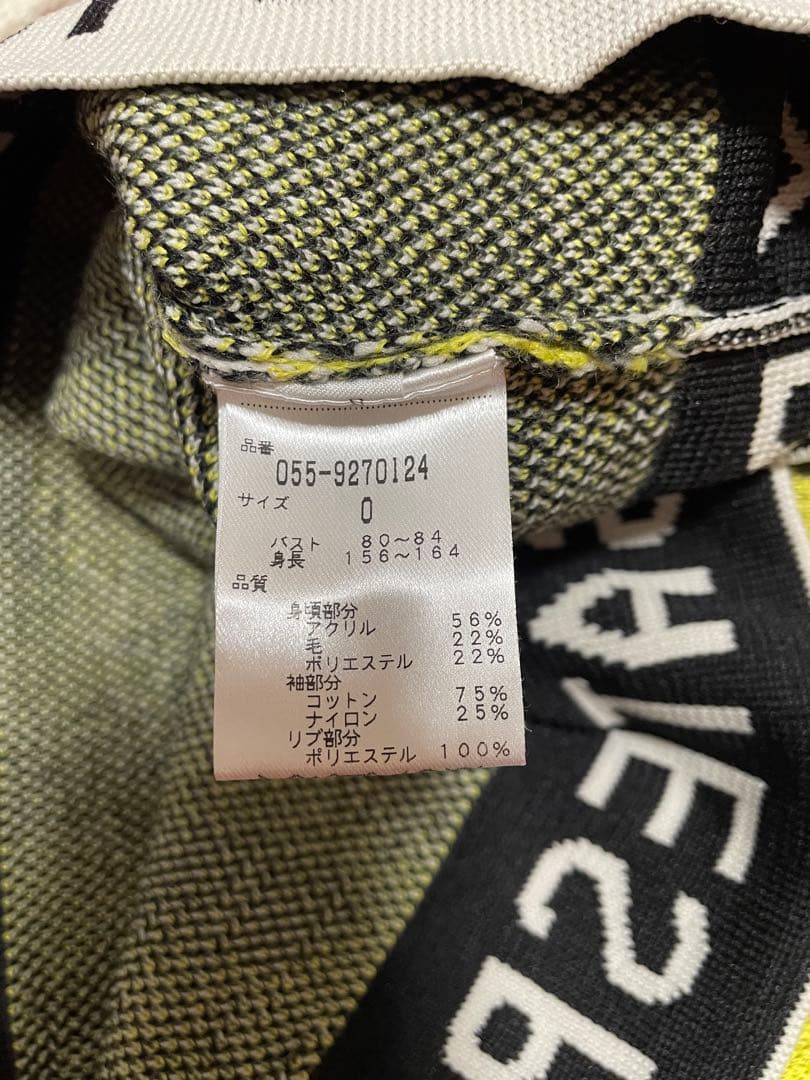 品番
055-9270124
サイズ
0
バスト 80～84
身長 156～164
品質
身頃部分
アクリル 56%
毛 22%
ポリエステル 22%
袖部分
コットン 75%
ナイロン 25%
リブ部分
ポリエステル 100%